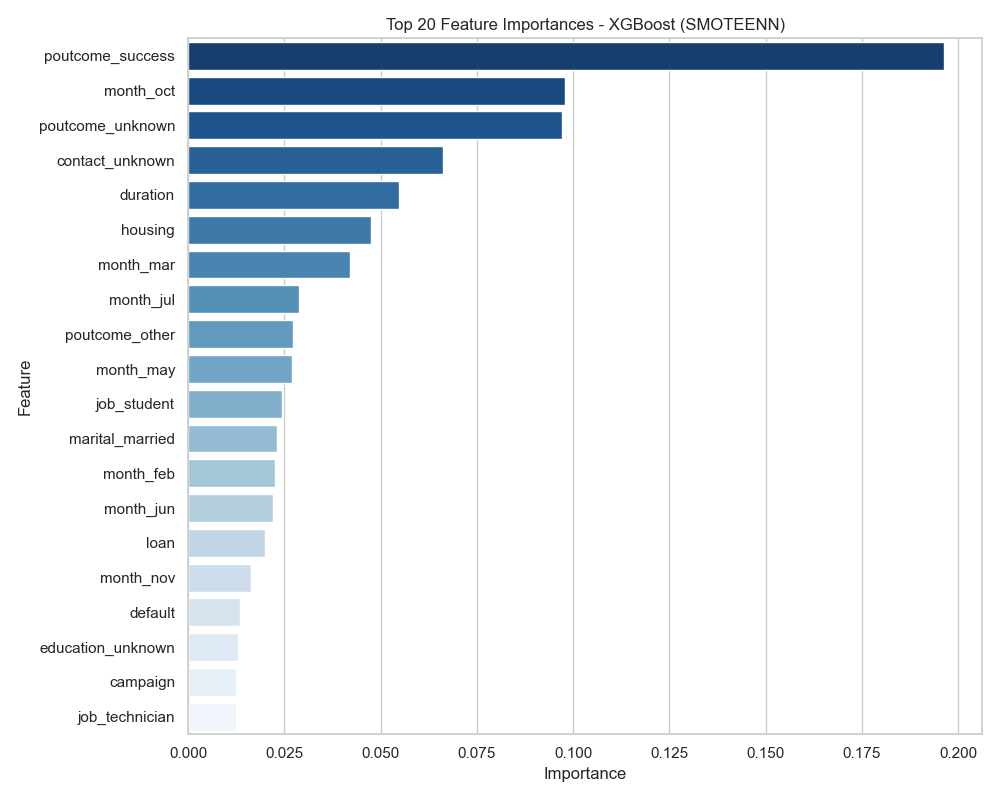 Top 20 Feature Importances - XGBoost (SMOTEENN)
poutcome_success
month_oct
poutcome_unknown
contact_unknown
duration
housing
month_mar
month_jul
poutcome_other
month_may
job_student
marital_married
month_feb
month_jun
loan
month_nov
default
education_unknown
campaign
job_technician
Feature
0.000 0.025 0.050 0.075 0.100 0.125 0.150 0.175 0.200
Importance